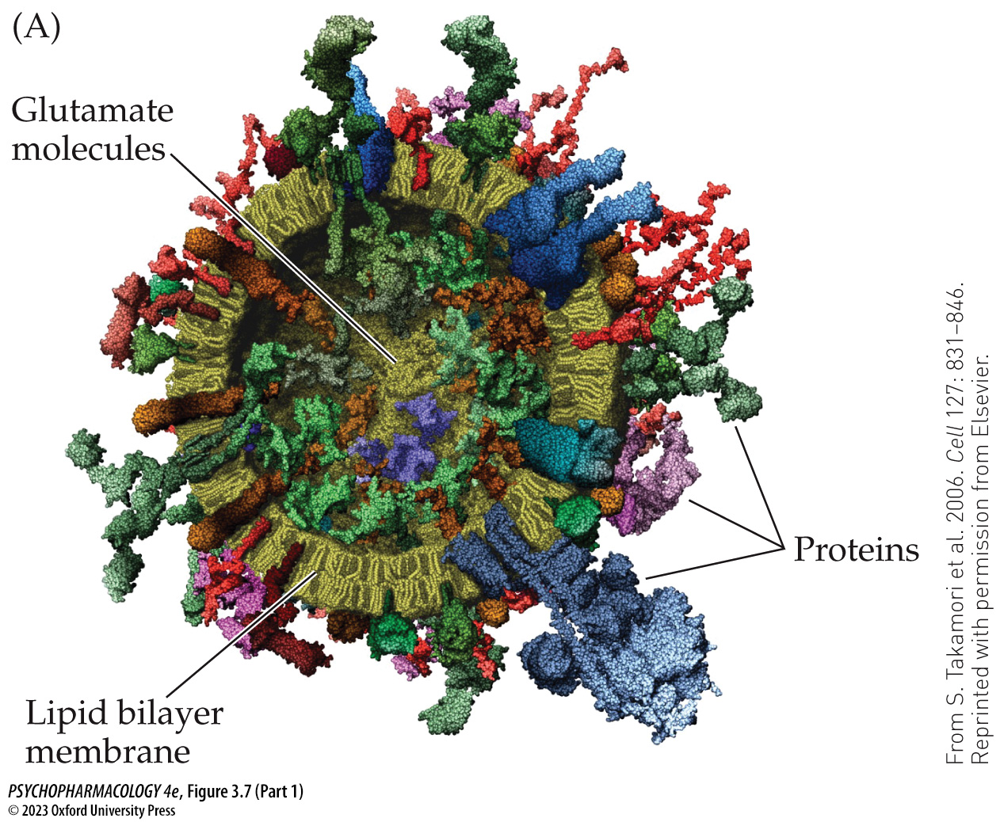 (A)
Glutamate
molecules
Proteins
Lipid bilayer
membrane
From S. Takamori et al. 2006. Cell 127: 831–846.
Reprinted with permission from Elsevier.
PSYCHOPHARMACOLOGY 4e, Figure 3.7 (Part 1)
© 2023 Oxford University Press